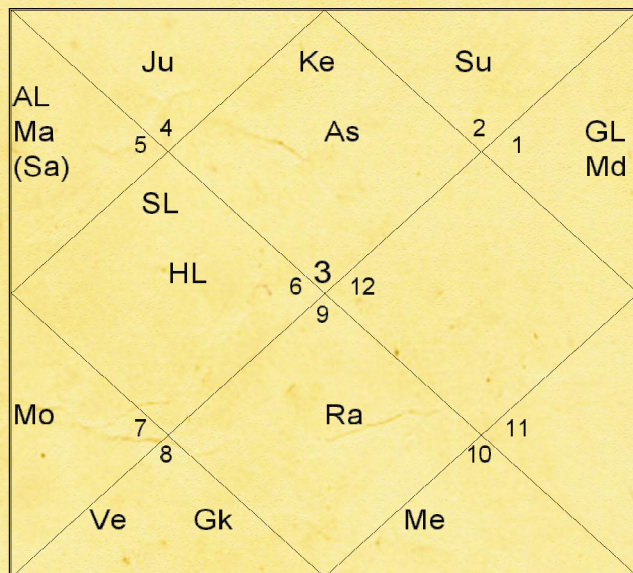 Ju Ke Su
AL
Ma
(Sa)
As
GL
Md
5 4
2 1
SL
HL
6 3 12
9
Mo
7
8
Ra
11
10
Ve Gk Me